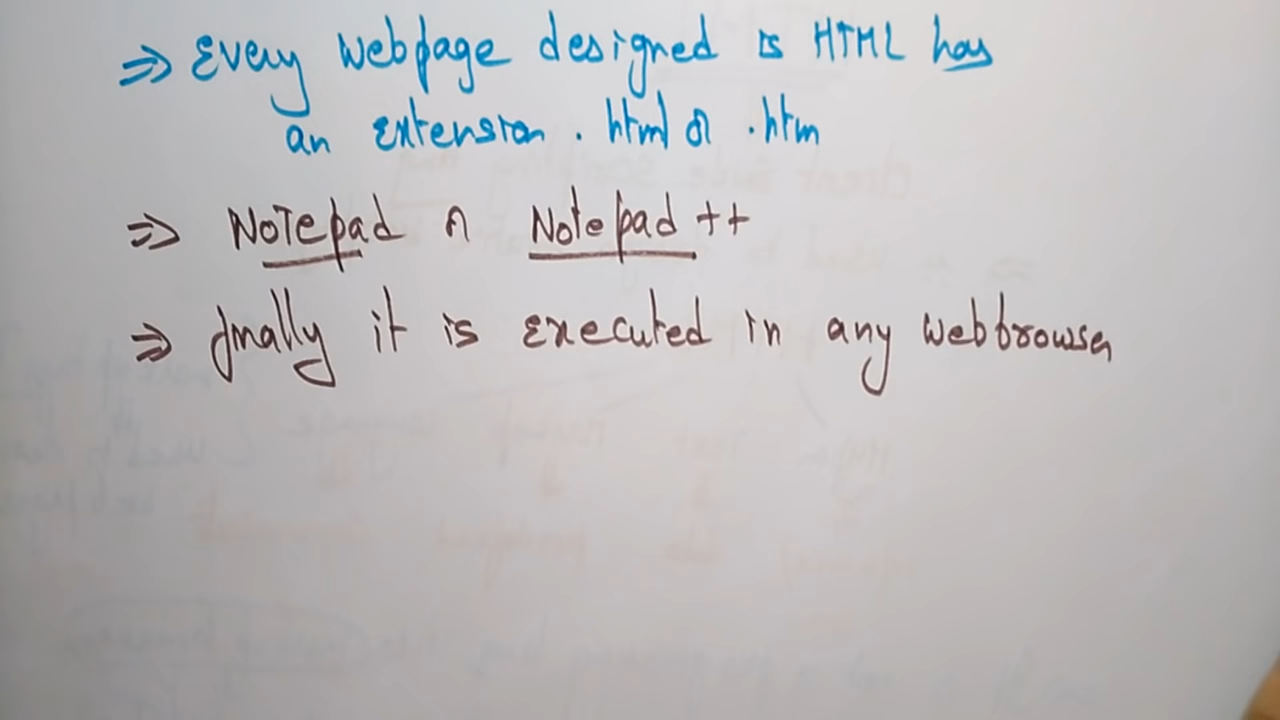 ⇒ Every webpage designed is HTML has
an extension .html or .htm
⇒ Notepad or Notepad ++
⇒ finally it is executed in any webbrowser